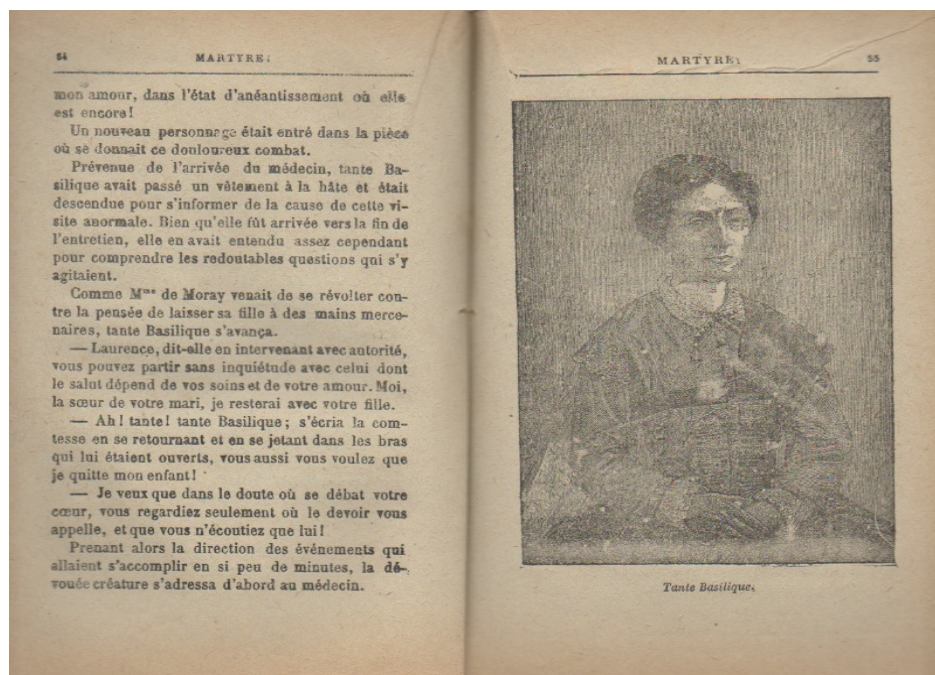 54
MARTYRE!
mon amour, dans l'état d'anéantissement où elle
est encore!
Un nouveau personnage était entré dans la pièce
où se donnait ce douloureux combat.
Prévenue de l'arrivée du médecin, tante Ba-
silique avait passé un vêtement à la hâte et était
descendue pour s'informer de la cause de cette vi-
site anormale. Bien qu'elle fût arrivée vers la fin de
l'entretien, elle en avait entendu assez cependant
pour comprendre les redoutables questions qui s'y
agitaient.
Comme Mme de Moray venait de se révolter con-
tre la pensée de laisser sa fille à des mains merce-
naires, tante Basilique s'avança.
— Laurence, dit-elle en intervenant avec autorité,
vous pouvez partir sans inquiétude avec celui dont
le salut dépend de vos soins et de votre amour. Moi,
la sœur de votre mari, je resterai avec votre fille.
— Ah! tante! tante Basilique; s'écria la com-
tesse en se retournant et en se jetant dans les bras
qui lui étaient ouverts, vous aussi vous voulez que
je quitte mon enfant!
— Je veux que dans le doute où se débat votre
cœur, vous regardiez seulement où le devoir vous
appelle, et que vous n'écoutiez que lui!
Prenant alors la direction des événements qui
allaient s'accomplir en si peu de minutes, la dé-
vouée créature s'adressa d'abord au médecin.
MARTYRE!
55
Tante Basilique.